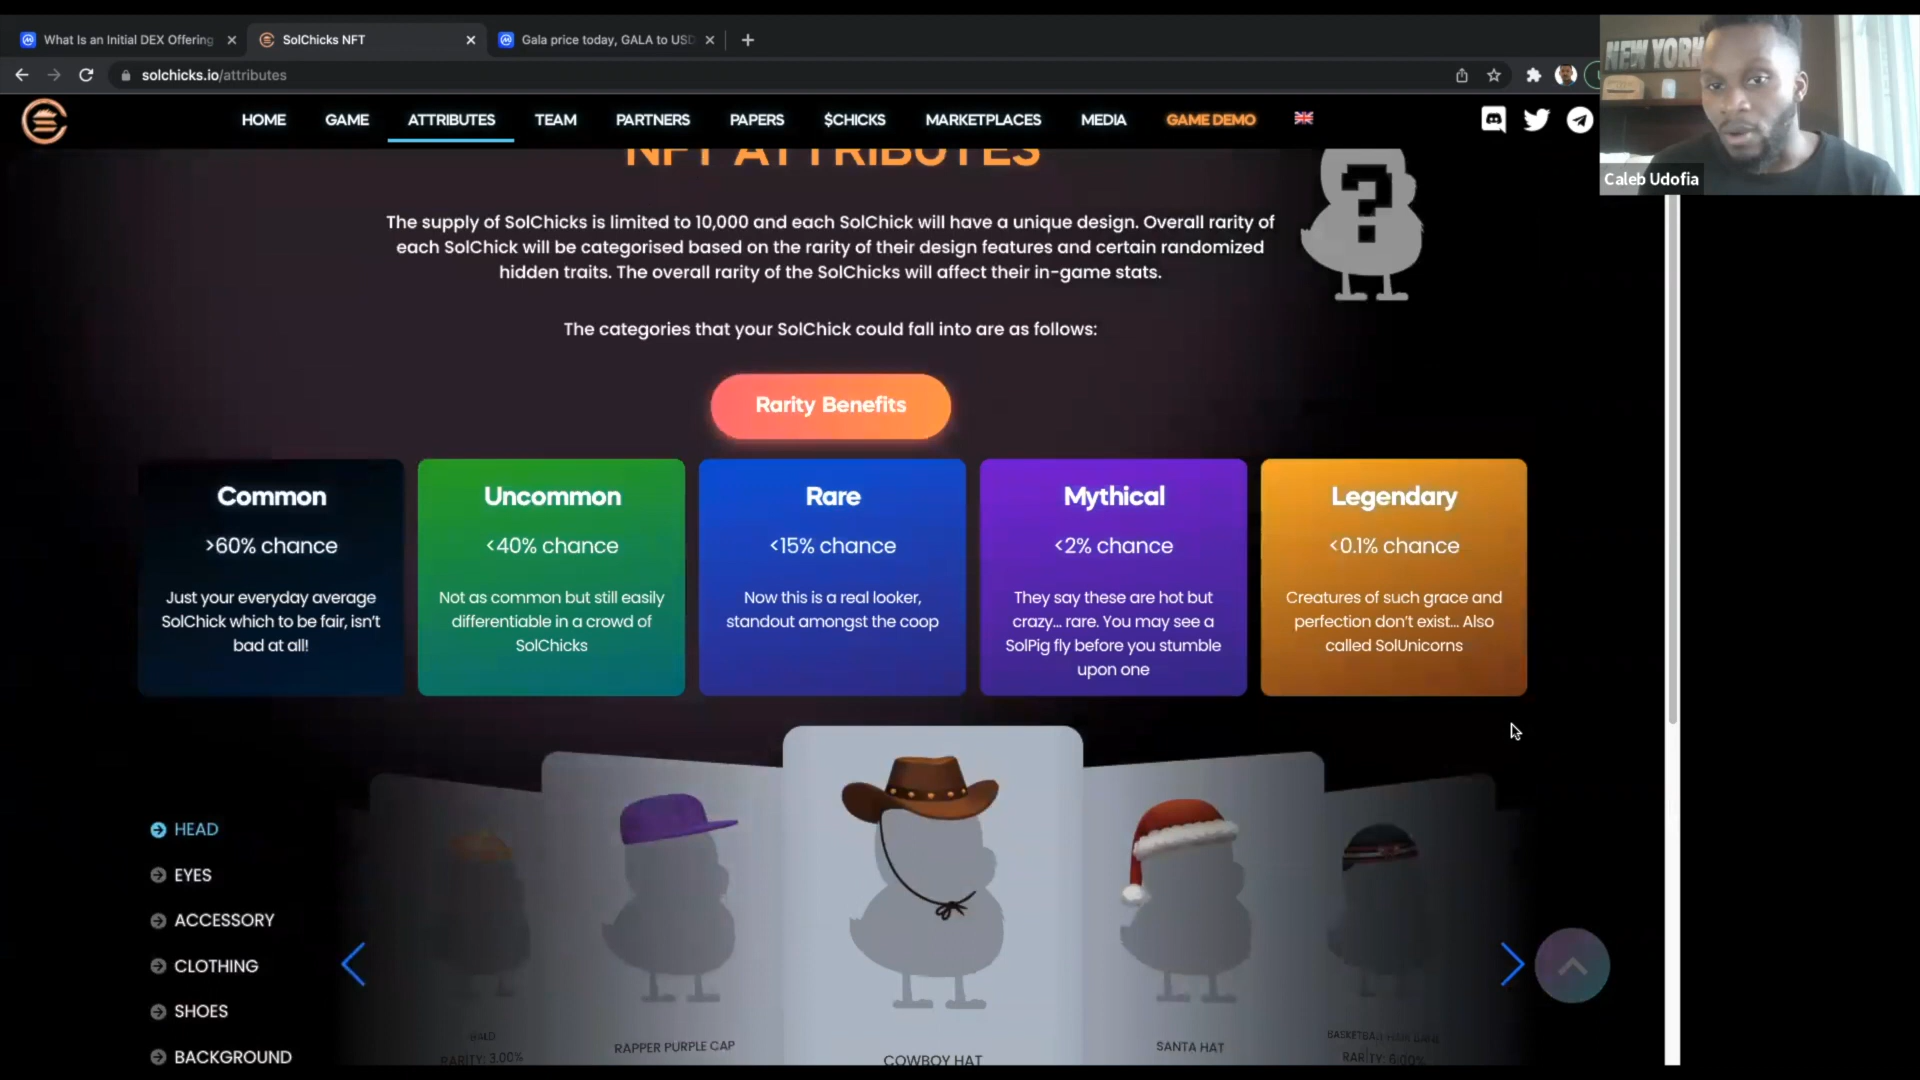 What Is an Initial DEX Offering
SolChicks NFT
Gala price today, GALA to USD
solchicks.io/attributes
NEW YORK
HOME
GAME
ATTRIBUTES
TEAM
PARTNERS
PAPERS
$CHICKS
MARKETPLACES
MEDIA
GAME DEMO
Caleb Udofia
NFT ATTRIBUTES
The supply of SolChicks is limited to 10,000 and each SolChick will have a unique design. Overall rarity of
each SolChick will be categorised based on the rarity of their design features and certain randomized
hidden traits. The overall rarity of the SolChicks will affect their in-game stats.
?
The categories that your SolChick could fall into are as follows:
Rarity Benefits
Common
>60% chance
Just your everyday average
SolChick which to be fair, isn't
bad at all!
Uncommon
<40% chance
Not as common but still easily
differentiable in a crowd of
SolChicks
Rare
<15% chance
Now this is a real looker,
standout amongst the coop
Mythical
<2% chance
They say these are hot but
crazy... rare. You may see a
SolPig fly before you stumble
upon one
Legendary
<0.1% chance
Creatures of such grace and
perfection don't exist... Also
called SolUnicorns
HEAD
EYES
ACCESSORY
CLOTHING
SHOES
BACKGROUND
RARITY: 3.00%
RAPPER PURPLE CAP
COWBOY HAT
SANTA HAT
RARITY: 6.00%